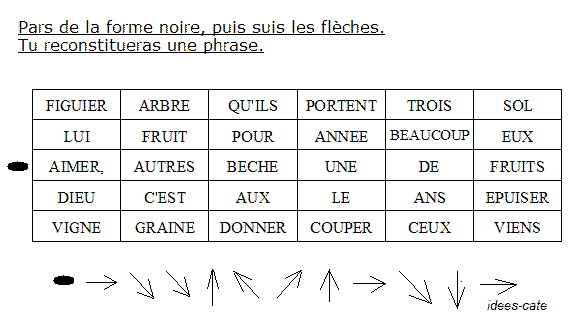 Pars de la forme noire, puis suis les flèches.
Tu reconstitueras une phrase.
FIGUIER ARBRE QU'ILS PORTENT TROIS SOL
LUI FRUIT POUR ANNEE BEAUCOUP EUX
AIMER, AUTRES BECHE UNE DE FRUITS
DIEU C'EST AUX LE ANS EPUISER
VIGNE GRAINE DONNER COUPER CEUX VIENS
idees-cate